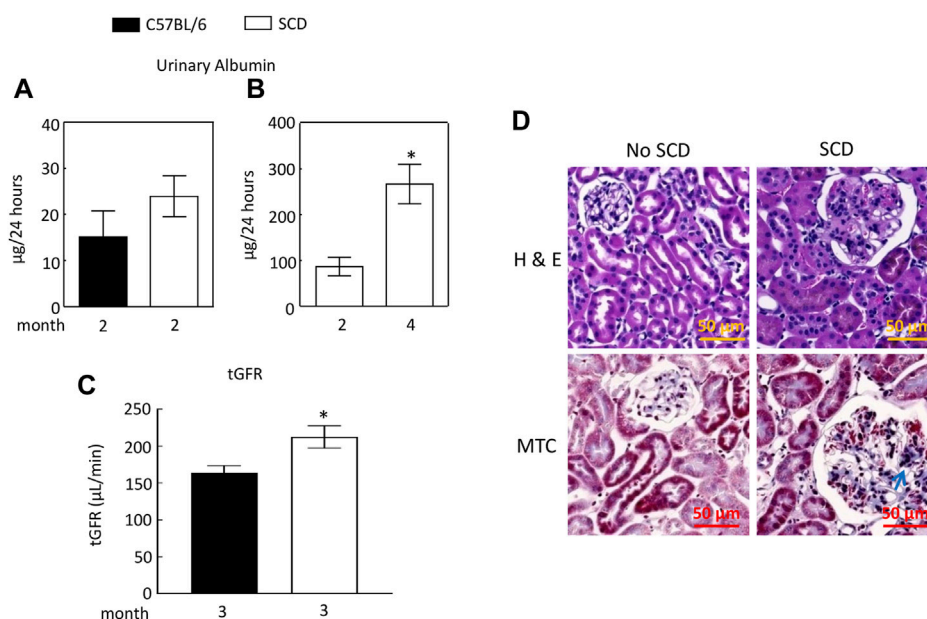 C57BL/6 SCD
Urinary Albumin
A
B
µg/24 hours
40
30
20
10
0
month 2 2
µg/24 hours
400
300
200
100
0
2 4
*
C
tGFR
tGFR (µL/min)
250
200
150
100
50
0
*
month 3 3
D
No SCD SCD
H & E
50 µm 50 µm
MTC
50 µm 50 µm